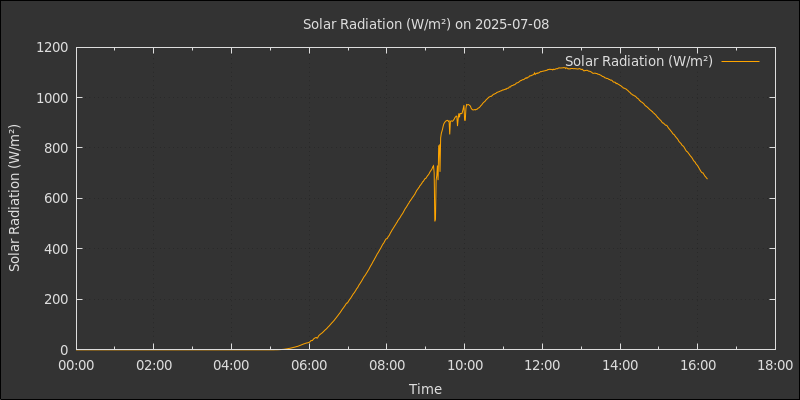 Solar Radiation (W/m²) on 2025-07-08
Solar Radiation (W/m²)
Solar Radiation (W/m²)
1200
1000
800
600
400
200
0
00:00 02:00 04:00 06:00 08:00 10:00 12:00 14:00 16:00 18:00
Time